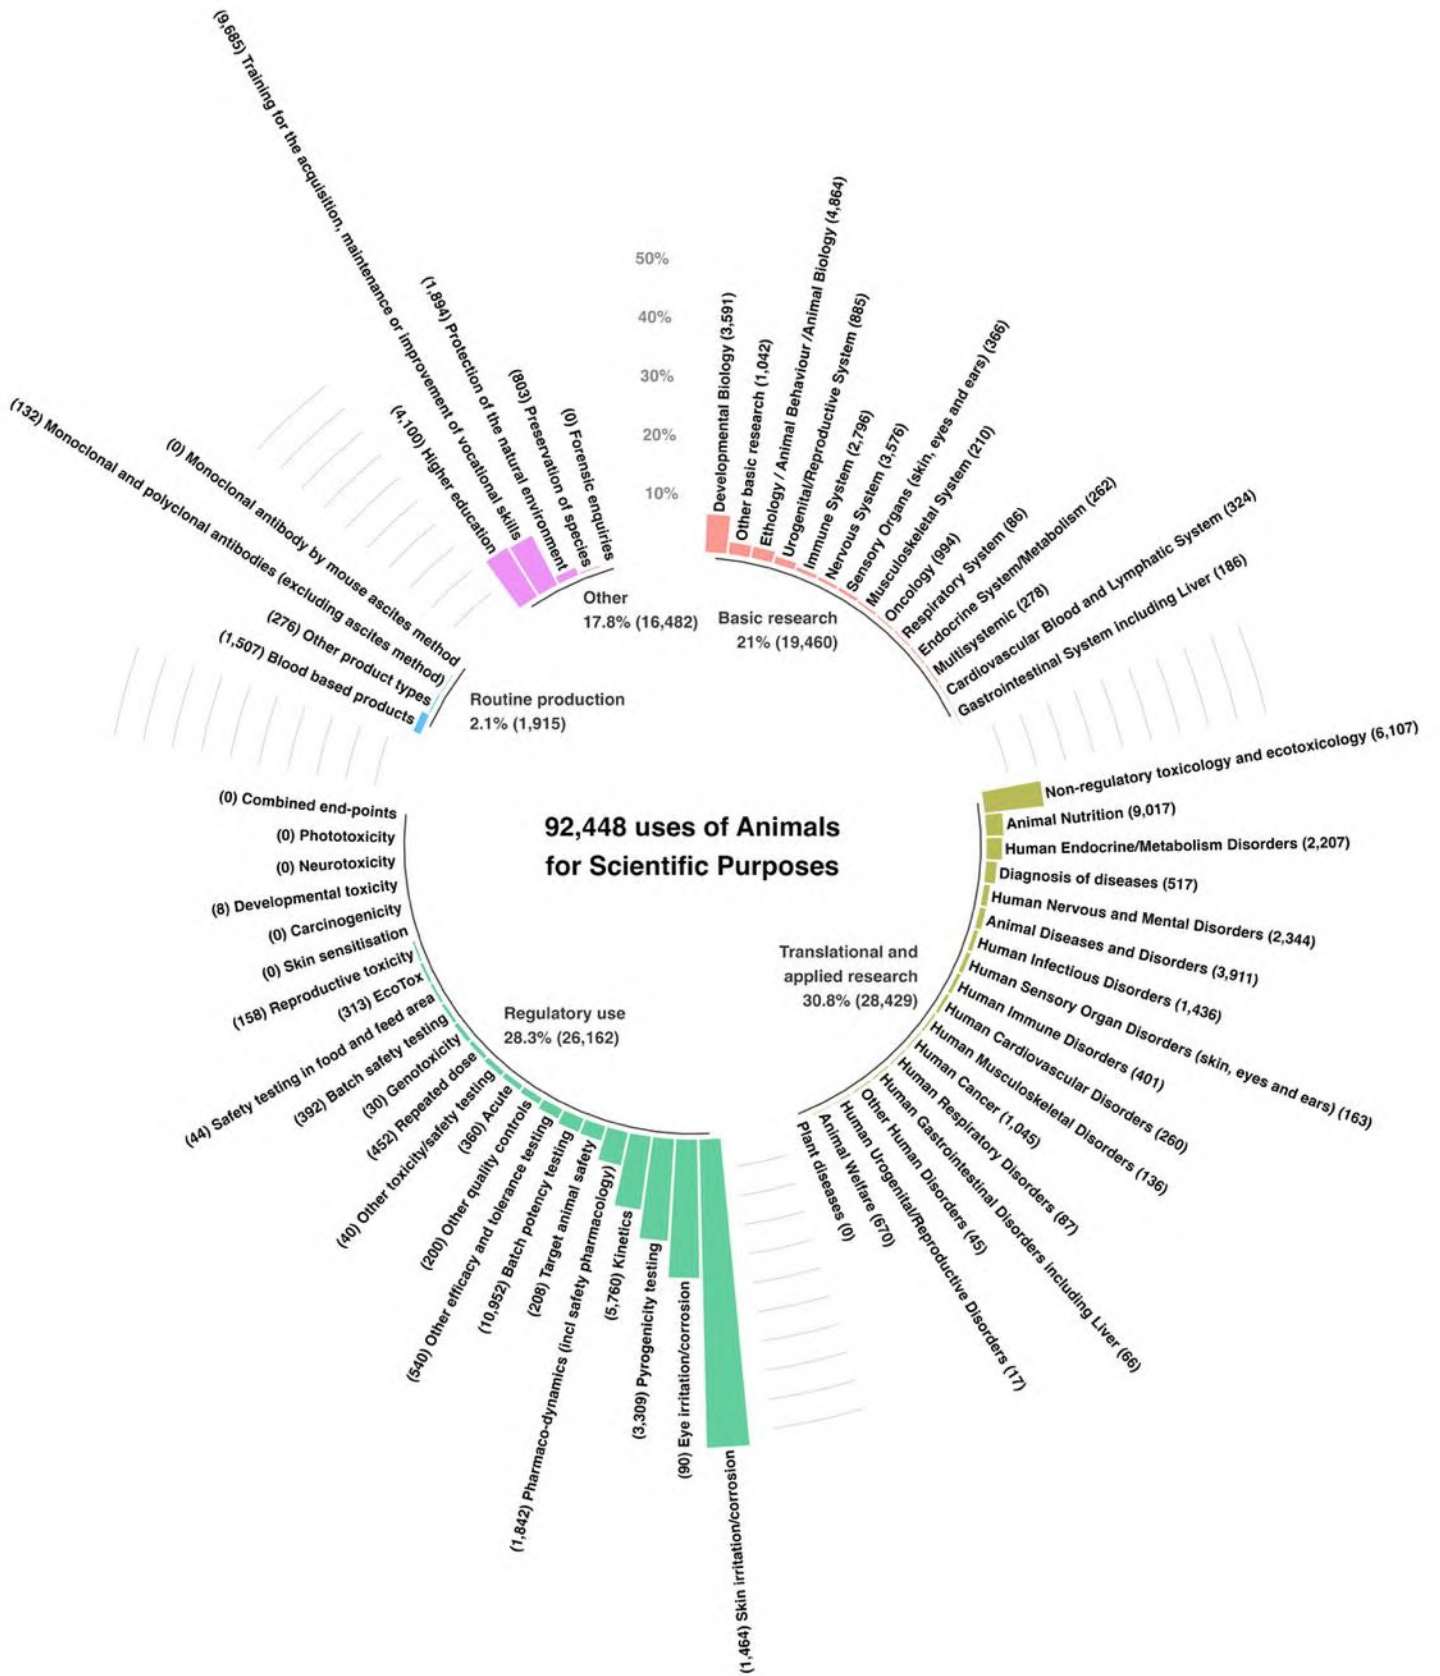 92,448 uses of Animals
for Scientific Purposes
50%
40%
30%
20%
10%
Basic research
21% (19,460)
Developmental Biology (3,591)
Other basic research (1,042)
Ethology / Animal Behaviour /Animal Biology (4,864)
Urogenital/Reproductive System (885)
Immune System (2,796)
Nervous System (3,576)
Sensory Organs (skin, eyes and ears) (366)
Musculoskeletal System (210)
Oncology (994)
Respiratory System (86)
Endocrine System/Metabolism (262)
Multisystemic (278)
Cardiovascular Blood and Lymphatic System (324)
Gastrointestinal System including Liver (186)
Translational and
applied research
30.8% (28,429)
Non-regulatory toxicology and ecotoxicology (6,107)
Animal Nutrition (9,017)
Human Endocrine/Metabolism Disorders (2,207)
Diagnosis of diseases (517)
Human Nervous and Mental Disorders (2,344)
Animal Diseases and Disorders (3,911)
Human Infectious Disorders (1,436)
Human Sensory Organ Disorders (skin, eyes and ears) (163)
Human Immune Disorders (401)
Human Cardiovascular Disorders (260)
Human Musculoskeletal Disorders (136)
Human Cancer (1,045)
Human Respiratory Disorders (87)
Human Gastrointestinal Disorders including Liver (66)
Other Human Disorders (45)
Human Urogenital/Reproductive Disorders (17)
Animal Welfare (670)
Plant diseases (0)
Regulatory use
28.3% (26,162)
(1,464) Skin irritation/corrosion
(90) Eye irritation/corrosion
(3,309) Pyrogenicity testing
(5,760) Kinetics
(1,842) Pharmaco-dynamics (incl safety pharmacology)
(208) Target animal safety
(10,952) Batch potency testing
(540) Other efficacy and tolerance testing
(200) Other quality controls
(360) Acute
(40) Other toxicity/safety testing
(452) Repeated dose
(30) Genotoxicity
(392) Batch safety testing
(44) Safety testing in food and feed area
(313) EcoTox
(158) Reproductive toxicity
(0) Skin sensitisation
(0) Carcinogenicity
(8) Developmental toxicity
(0) Neurotoxicity
(0) Phototoxicity
(0) Combined end-points
Routine production
2.1% (1,915)
(1,507) Blood based products
(276) Other product types
(132) Monoclonal and polyclonal antibodies (excluding ascites method)
(0) Monoclonal antibody by mouse ascites method
Other
17.8% (16,482)
(4,100) Higher education
(9,685) Training for the acquisition, maintenance or improvement of vocational skills
(1,894) Protection of the natural environment
(803) Preservation of species
(0) Forensic enquiries